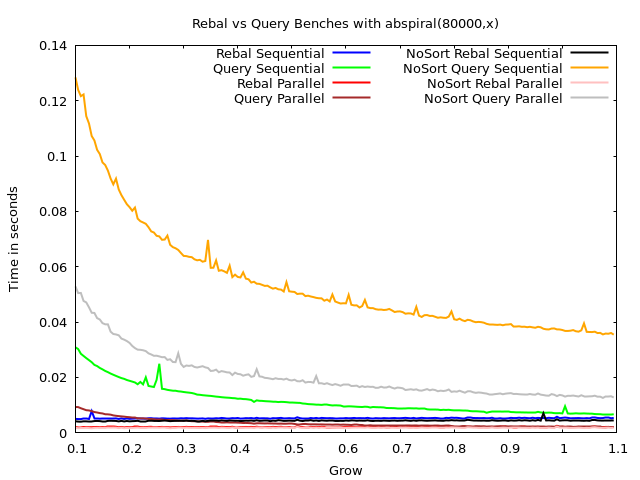 Rebal vs Query Benches with abspiral(80000,x)
Rebal Sequential
Query Sequential
Rebal Parallel
Query Parallel
NoSort Rebal Sequential
NoSort Query Sequential
NoSort Rebal Parallel
NoSort Query Parallel
Time in seconds
0.14
0.12
0.1
0.08
0.06
0.04
0.02
0
0.1 0.2 0.3 0.4 0.5 0.6 0.7 0.8 0.9 1 1.1
Grow